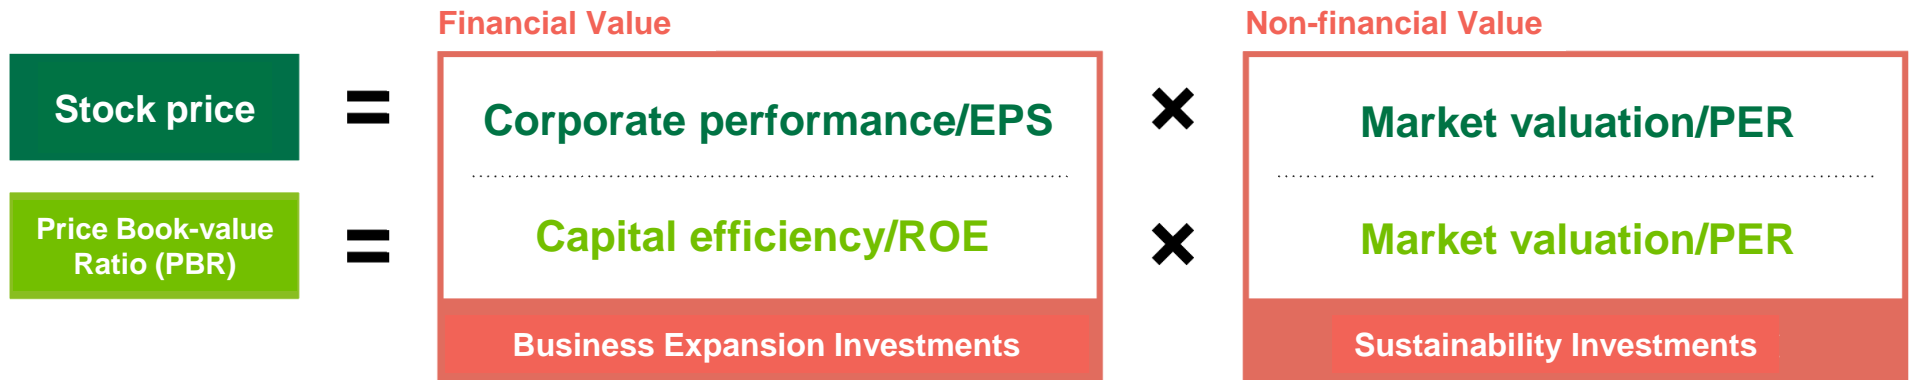 Financial Value
Non-financial Value
Stock price
=
Corporate performance/EPS
×
Market valuation/PER
Price Book-value
Ratio (PBR)
=
Capital efficiency/ROE
×
Market valuation/PER
Business Expansion Investments
Sustainability Investments